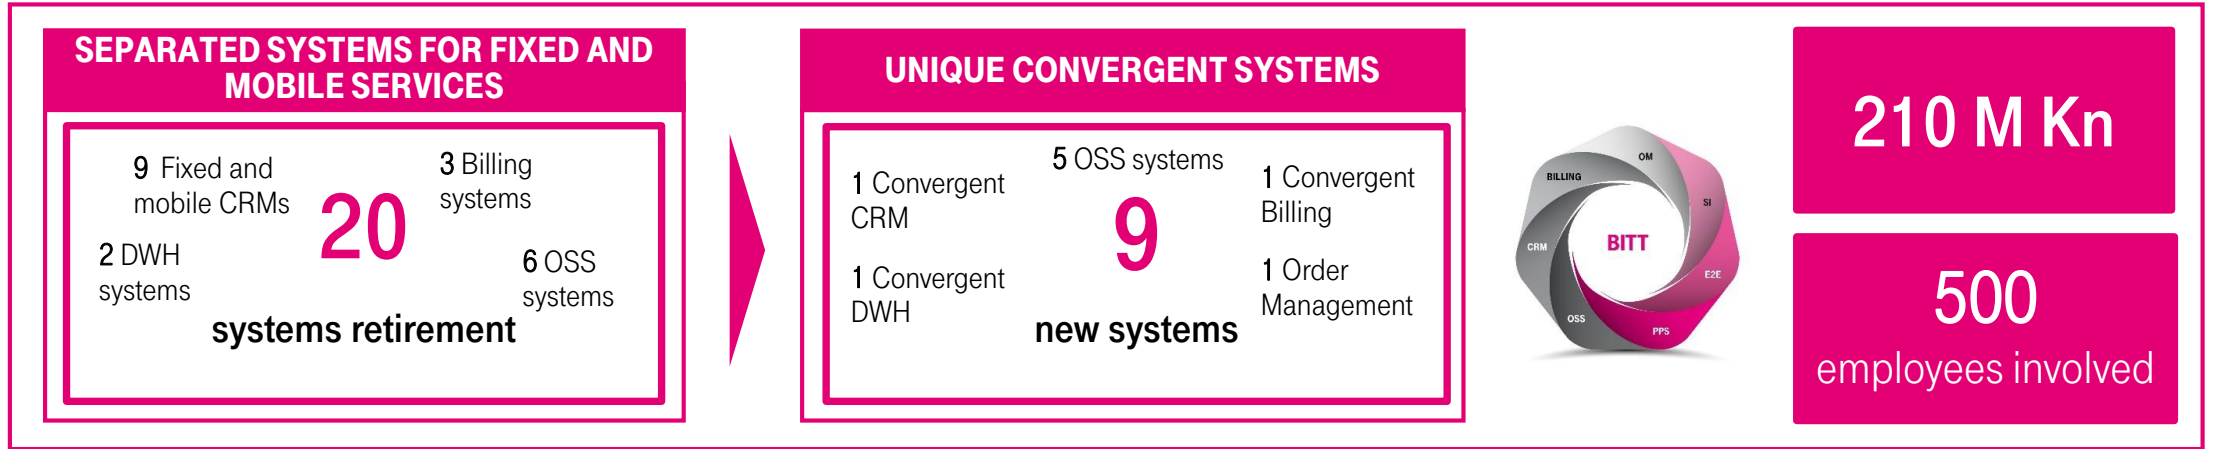 SEPARATED SYSTEMS FOR FIXED AND
MOBILE SERVICES
9 Fixed and
mobile CRMs
3 Billing
systems
20
2 DWH
systems
6 OSS
systems
systems retirement
UNIQUE CONVERGENT SYSTEMS
5 OSS systems
1 Convergent
CRM
1 Convergent
Billing
9
1 Convergent
DWH
1 Order
Management
new systems
OM
BILLING
SI
CRM
BITT
E2E
OSS
PPS
210 M Kn
500
employees involved